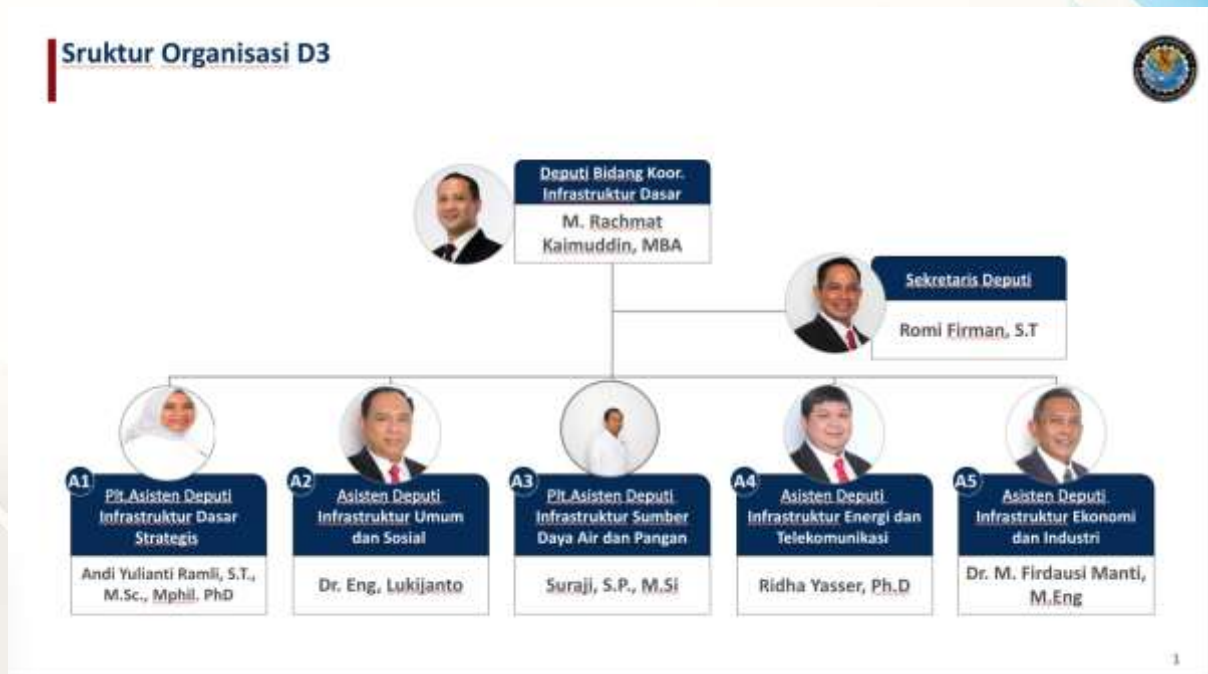 Sruktur Organisasi D3
Deputi Bidang Koor.
Infrastruktur Dasar
M. Rachmat
Kaimuddin, MBA
Sekretaris Deputi
Romi Firman, S.T
A1
Plt.Asisten Deputi
Infrastruktur Dasar
Strategis
Andi Yulianti Ramli, S.T.,
M.Sc., Mphil. PhD
A2
Asisten Deputi
Infrastruktur Umum
dan Sosial
Dr. Eng, Lukijanto
A3
Plt.Asisten Deputi
Infrastruktur Sumber
Daya Air dan Pangan
Suraji, S.P., M.Si
A4
Asisten Deputi
Infrastruktur Energi dan
Telekomunikasi
Ridha Yasser, Ph.D
A5
Asisten Deputi
Infrastruktur Ekonomi
dan Industri
Dr. M. Firdausi Manti,
M.Eng
1